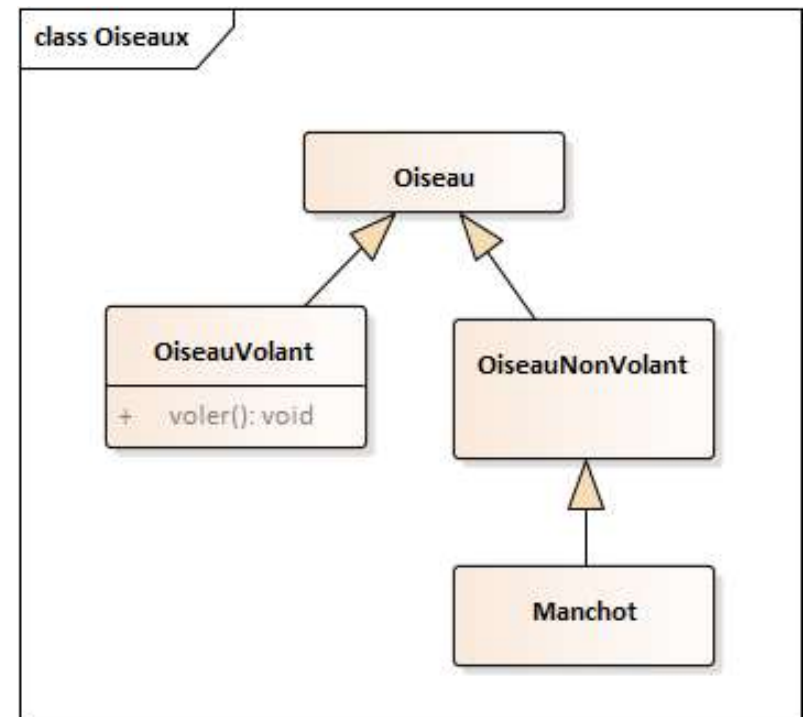 class Oiseaux
Oiseau
OiseauVolant
+ voler(): void
OiseauNonVolant
Manchot